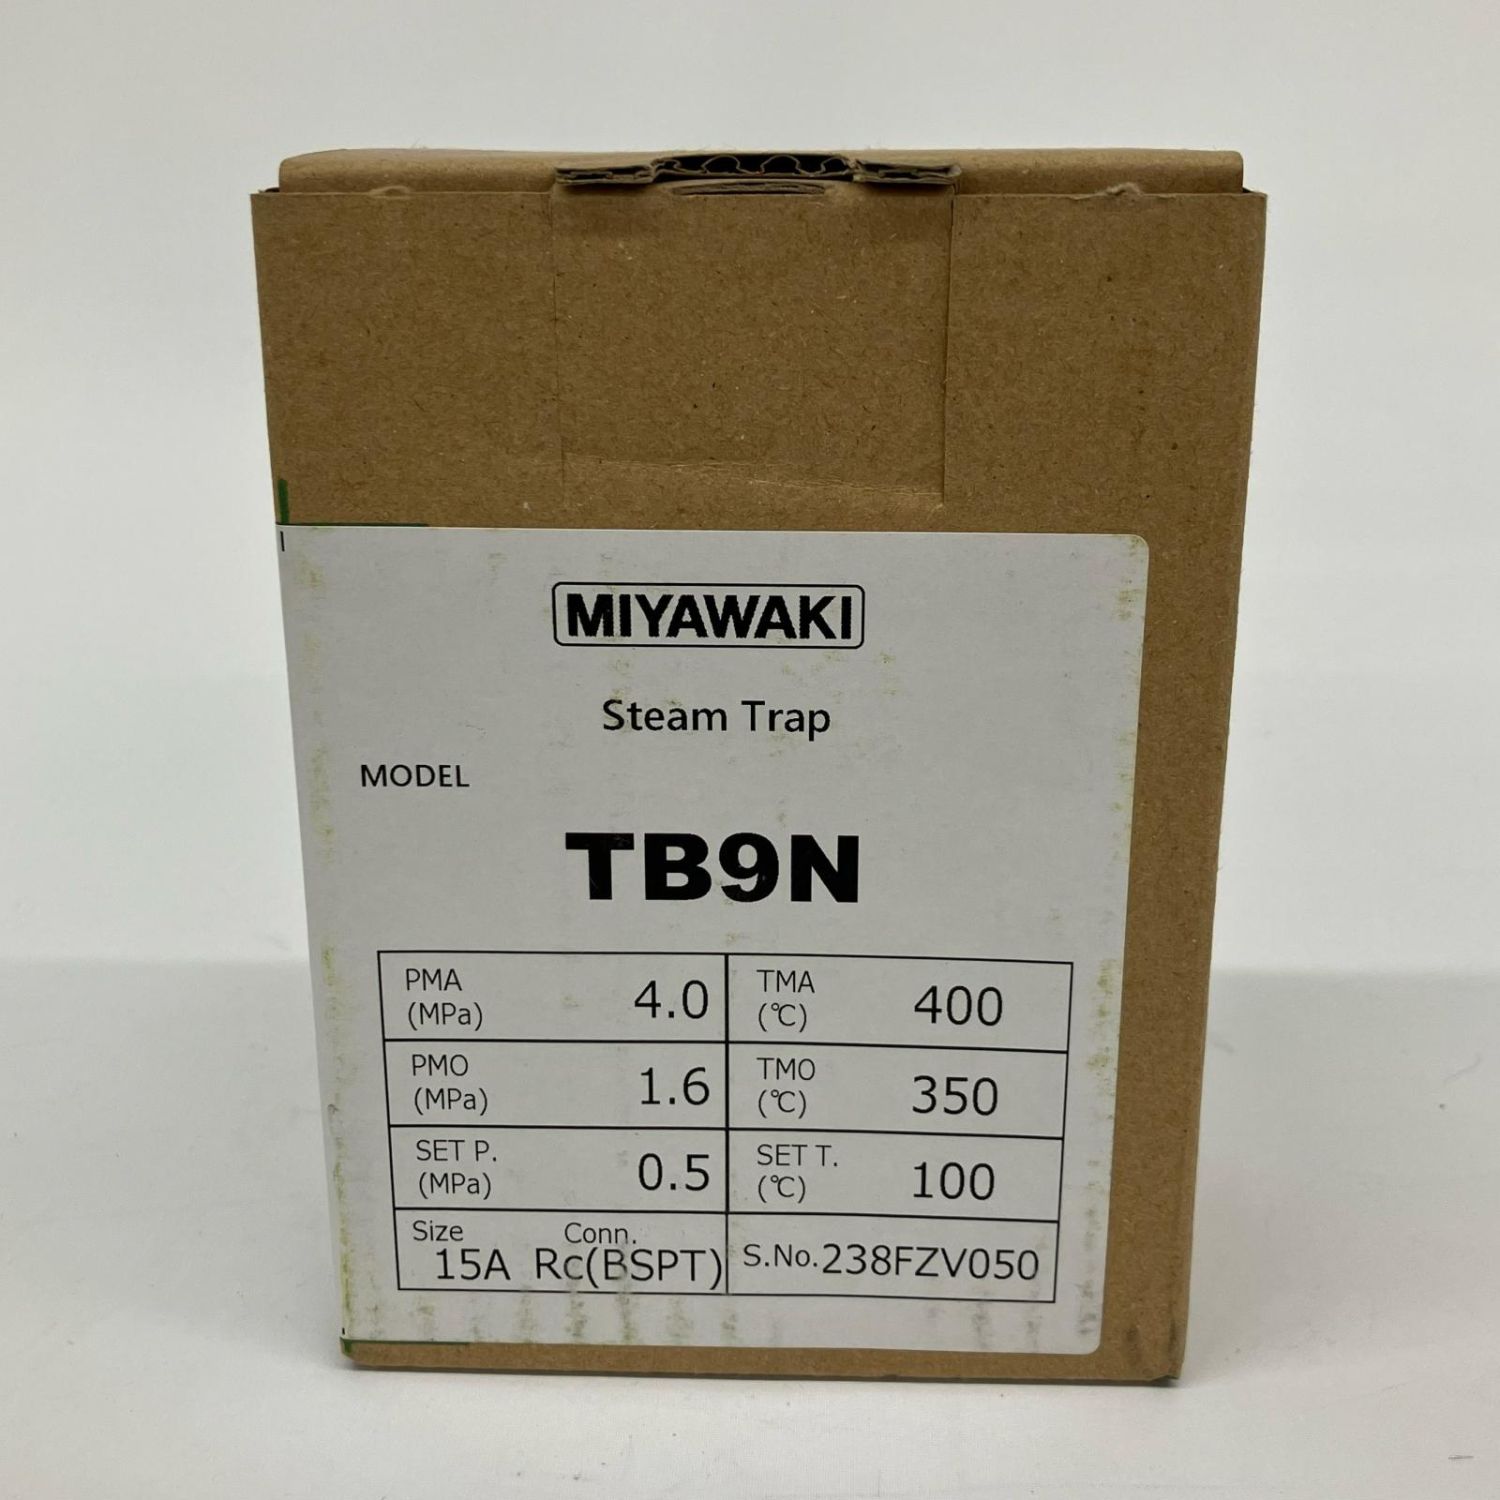 MIYAWAKI
Steam Trap
MODEL
TB9N
PMA (MPa) 4.0 TMA (℃) 400
PMO (MPa) 1.6 TMO (℃) 350
SET P. (MPa) 0.5 SET T. (℃) 100
Size 15A Conn. Rc(BSPT) S.No.238FZV050